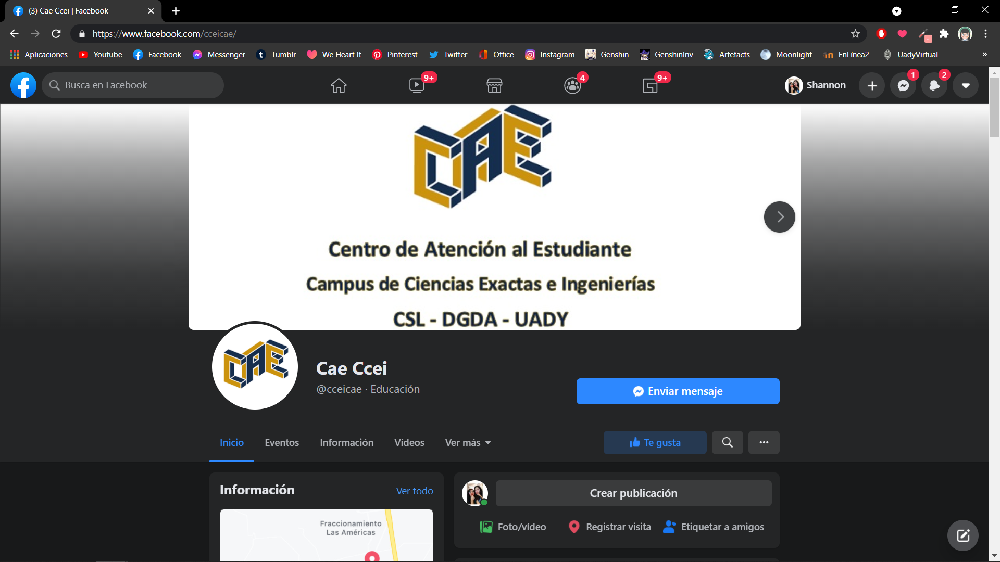 (3) Cae Ccei | Facebook
https://www.facebook.com/cceicae/
Aplicaciones Youtube Facebook Messenger Tumblr We Heart It Pinterest Twitter Office Instagram Genshin GenshinInv Artefacts Moonlight EnLínea2 UadyVirtual »
Busca en Facebook 9+ 4 9+ Shannon 1 2
CAE
Centro de Atención al Estudiante
Campus de Ciencias Exactas e Ingenierías
CSL - DGDA - UADY
CAE
Cae Ccei
@cceicae · Educación
Enviar mensaje
Inicio Eventos Información Vídeos Ver más Te gusta
Información Ver todo
Crear publicación
Foto/vídeo Registrar visita Etiquetar a amigos
Fraccionamiento
Las Américas